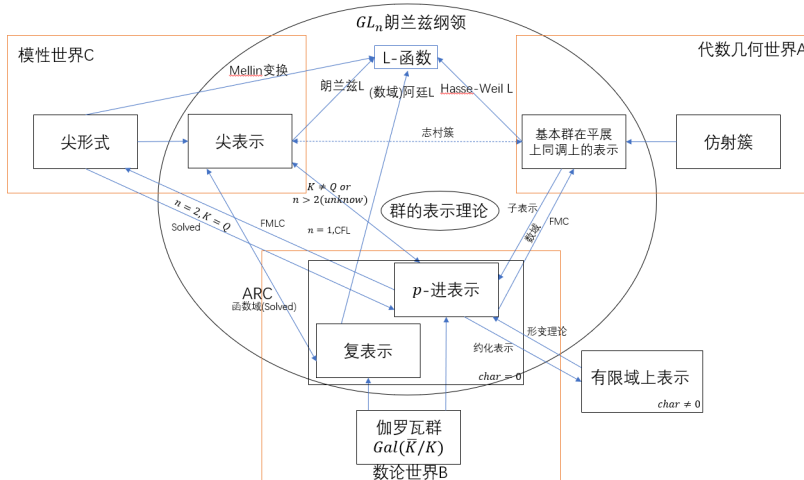 GL_n朗兰兹纲领
模性世界C
代数几何世界A
L-函数
Mellin变换
朗兰兹L
(数域)阿廷L
Hasse-Weil L
尖形式
尖表示
志村簇
基本群在平展
上同调上的表示
仿射簇
K ≠ Q or
n > 2(unknow)
群的表示理论
子表示
n = 2, K = Q
Solved
FMLC
n = 1,CFL
数域
FMC
ARC
函数域(Solved)
p-进表示
形变理论
约化表示
复表示
有限域上表示
char = 0
char ≠ 0
伽罗瓦群
Gal(K̅/K)
数论世界B